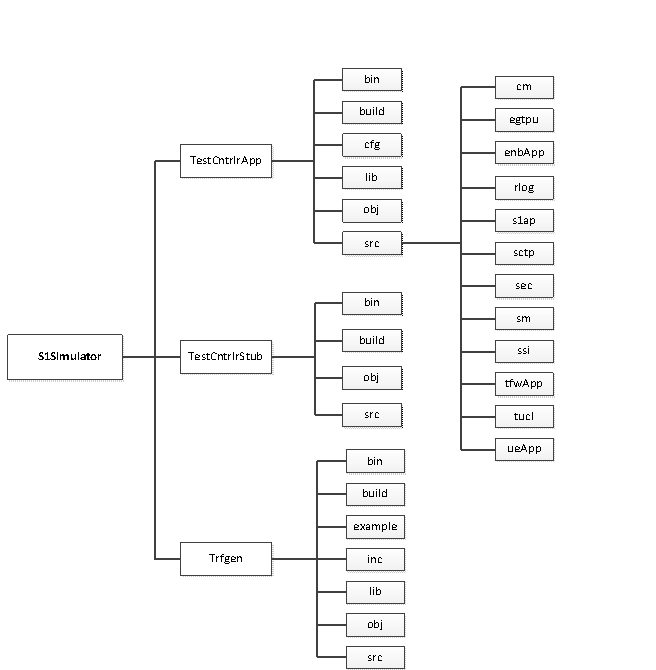 S1SImulator
TestCntrlrApp
bin
build
cfg
lib
obj
src
cm
egtpu
enbApp
rlog
s1ap
sctp
sec
sm
ssi
tfwApp
tucl
ueApp
TestCntrlrStub
bin
build
obj
src
Trfgen
bin
build
example
inc
lib
obj
src